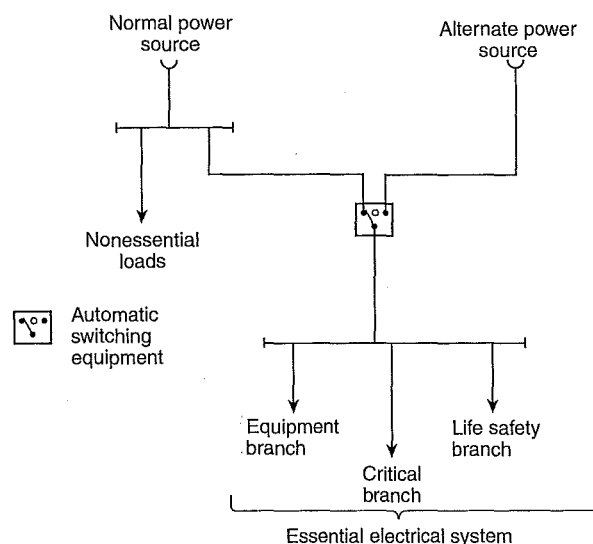 Normal power
source
Alternate power
source
Nonessential
loads
Automatic
switching
equipment
Equipment
branch
Critical
branch
Life safety
branch
Essential electrical system